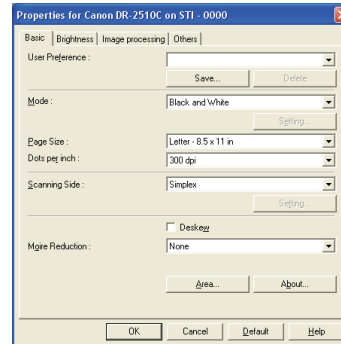 Properties for Canon DR-2510C on STI - 0000
Basic Brightness Image processing Others
User Preference :
Save... Delete
Mode : Black and White
Setting...
Page Size : Letter - 8.5 x 11 in
Dots per inch : 300 dpi
Scanning Side : Simplex
Setting...
Deskew
Moire Reduction : None
Area... About...
OK Cancel Default Help